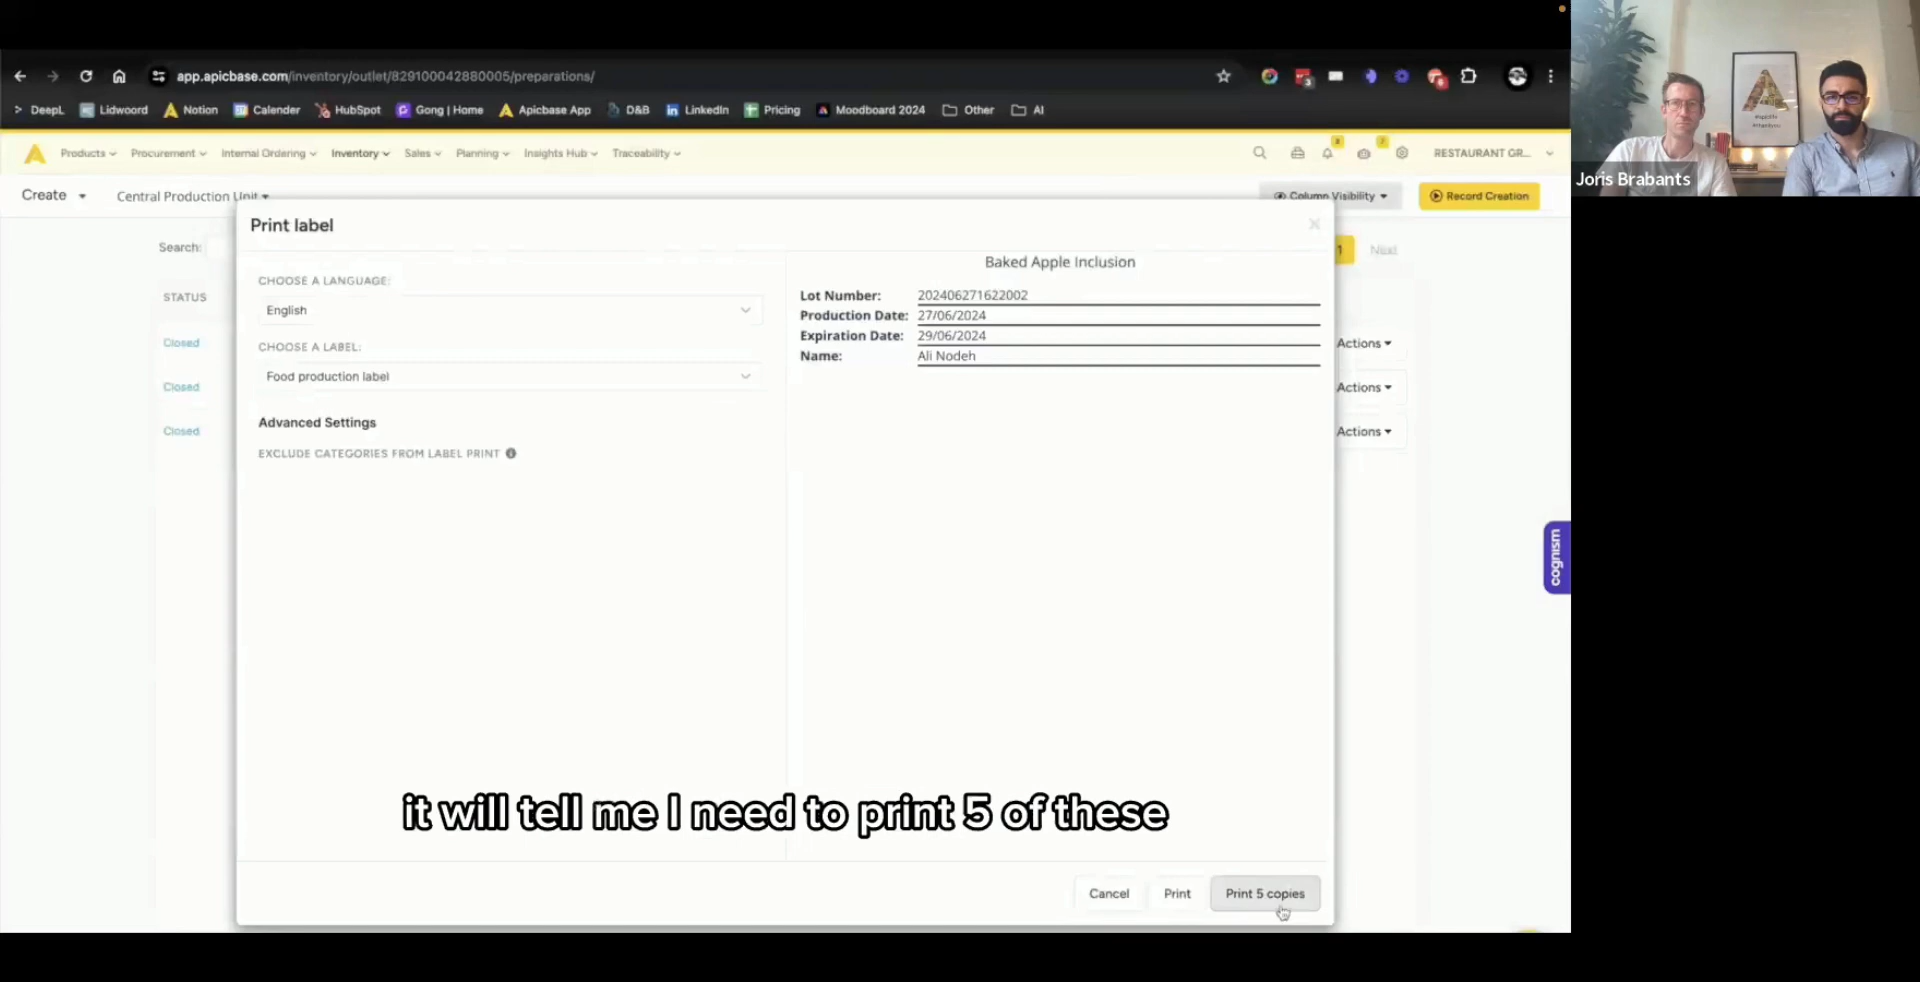 app.apicbase.com/inventory/outlet/829100042880005/preparations/
DeepL Lidwoord Notion Calender HubSpot Gong | Home Apicbase App D&B LinkedIn Pricing Moodboard 2024 Other AI
Products Procurement Internal Ordering Inventory Sales Planning Insights Hub Traceability RESTAURANT GR...
Create Central Production Unit Column Visibility Record Creation
Joris Brabants
Print label
Search:
1 Next
STATUS
Closed
Closed
Closed
CHOOSE A LANGUAGE:
English
CHOOSE A LABEL:
Food production label
Advanced Settings
EXCLUDE CATEGORIES FROM LABEL PRINT
Baked Apple Inclusion
Lot Number: 202406271622002
Production Date: 27/06/2024
Expiration Date: 29/06/2024
Name: Ali Nodeh
Actions
Actions
Actions
cognism
it will tell me I need to print 5 of these
Cancel Print Print 5 copies